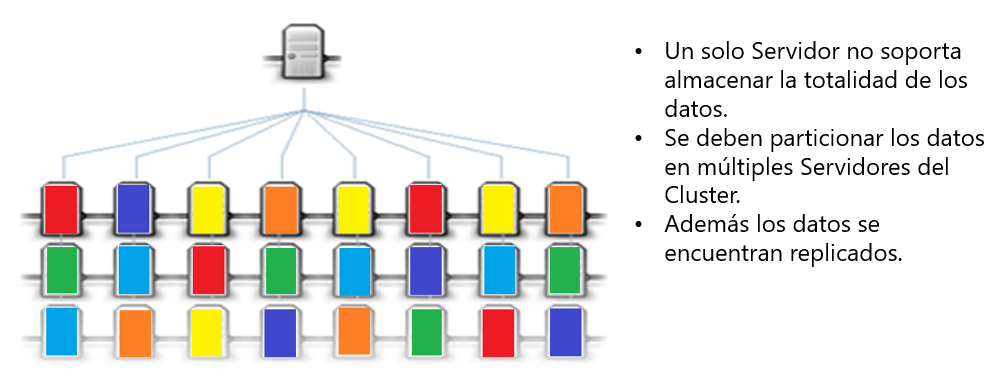 • Un solo Servidor no soporta
almacenar la totalidad de los
datos.
• Se deben particionar los datos
en múltiples Servidores del
Cluster.
• Además los datos se
encuentran replicados.